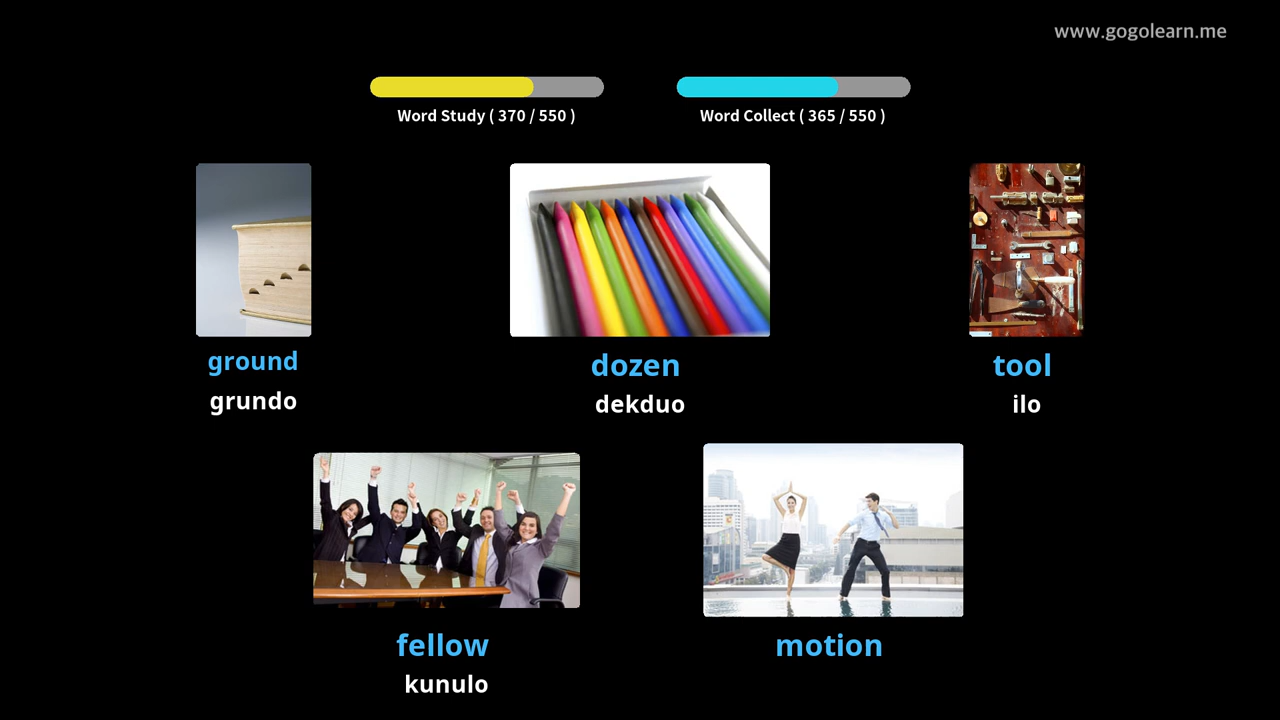 www.gogolearn.me
Word Study ( 370 / 550 )
Word Collect ( 365 / 550 )
ground
grundo
dozen
dekduo
tool
ilo
fellow
kunulo
motion